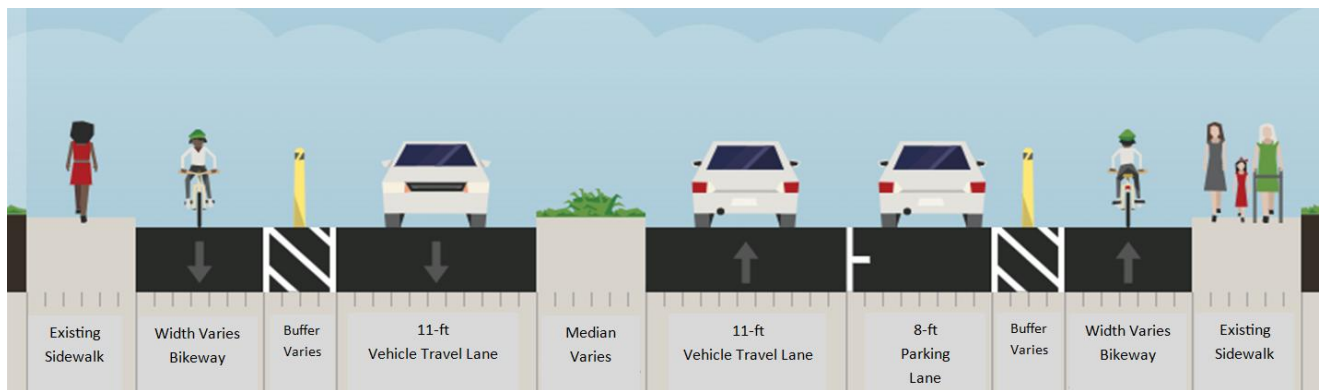 Existing
Sidewalk
Width Varies
Bikeway
Buffer
Varies
11-ft
Vehicle Travel Lane
Median
Varies
11-ft
Vehicle Travel Lane
8-ft
Parking
Lane
Buffer
Varies
Width Varies
Bikeway
Existing
Sidewalk